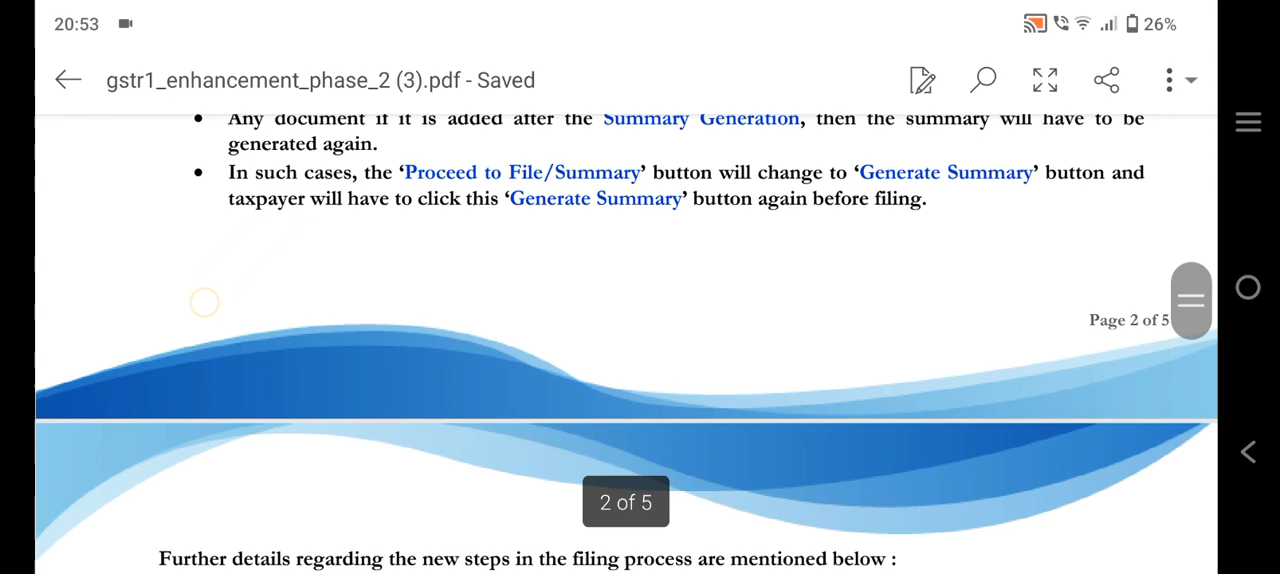 20:53
26%
gstr1_enhancement_phase_2 (3).pdf - Saved
• Any document if it is added after the Summary Generation, then the summary will have to be
generated again.
• In such cases, the ‘Proceed to File/Summary’ button will change to ‘Generate Summary’ button and
taxpayer will have to click this ‘Generate Summary’ button again before filing.
Page 2 of 5
2 of 5
Further details regarding the new steps in the filing process are mentioned below :